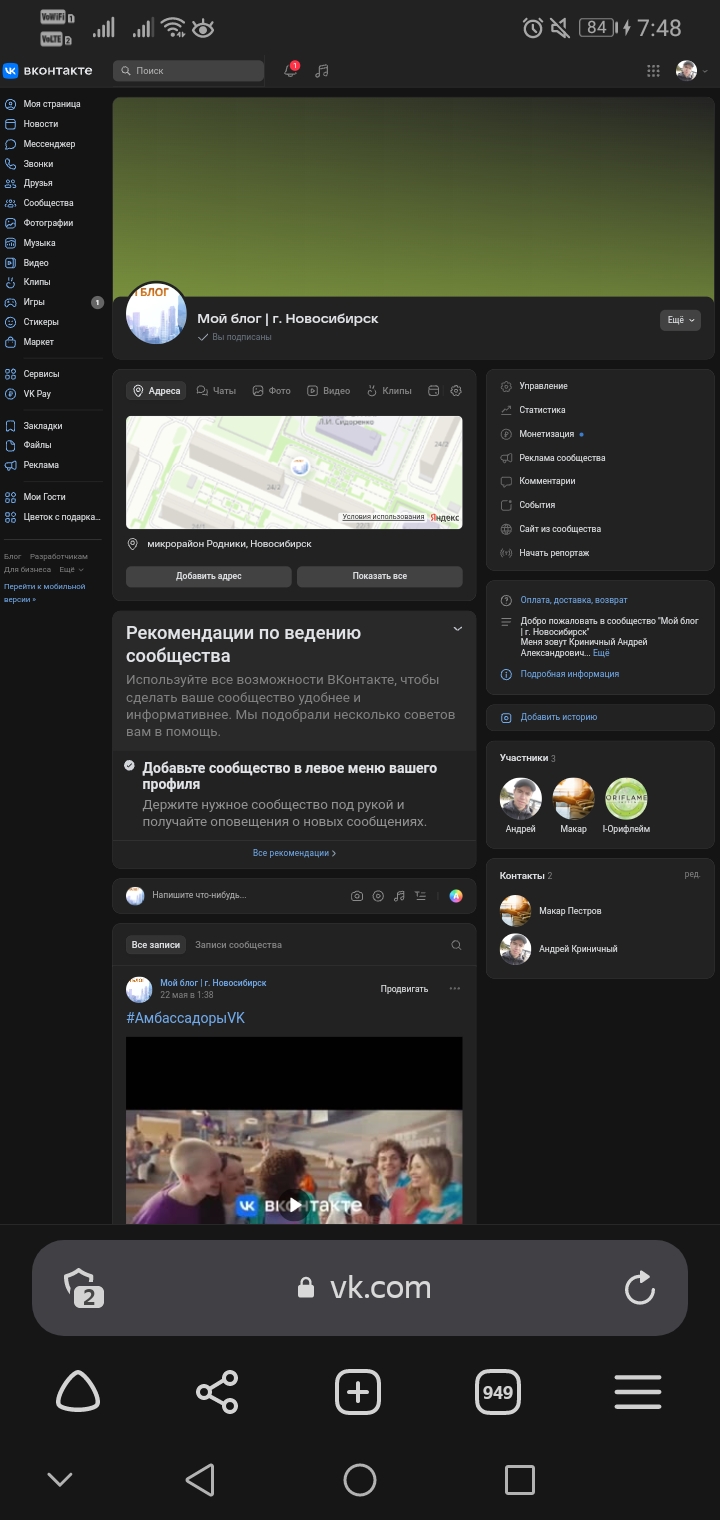 VoWiFi 1
VoLTE 2
84
7:48
ВКОНТАКТЕ
Поиск
1
Моя страница
Новости
Мессенджер
Звонки
Друзья
Сообщества
Фотографии
Музыка
Видео
Клипы
Игры
1
Стикеры
Маркет
Сервисы
VK Pay
Закладки
Файлы
Реклама
Мои Гости
Цветок с подарка...
Блог Разработчикам
Для бизнеса Ещё
Перейти к мобильной
версии »
БЛОГ
Мой блог | г. Новосибирск
Вы подписаны
Ещё
Адреса Чаты Фото Видео Клипы
Л.И. Сидоренко
24/2
24/2
24/4
Условия использования
Яндекс
микрорайон Родники, Новосибирск
Добавить адрес
Показать все
Рекомендации по ведению
сообщества
Используйте все возможности ВКонтакте, чтобы
сделать ваше сообщество удобнее и
информативнее. Мы подобрали несколько советов
вам в помощь.
Добавьте сообщество в левое меню вашего
профиля
Держите нужное сообщество под рукой и
получайте оповещения о новых сообщениях.
Все рекомендации
Напишите что-нибудь...
Все записи Записи сообщества
Мой блог | г. Новосибирск
22 мая в 1:38
Продвигать
#АмбассадорыVK
вконтакте
Управление
Статистика
Монетизация
Реклама сообщества
Комментарии
События
Сайт из сообщества
Начать репортаж
Оплата, доставка, возврат
Добро пожаловать в сообщество "Мой блог
| г. Новосибирск"
Меня зовут Криничный Андрей
Александрович... Ещё
Подробная информация
Добавить историю
Участники 3
ORIFLAME
Андрей
Макар
I-Орифлейм
Контакты 2
ред.
Макар Пестров
Андрей Криничный
2
vk.com
949